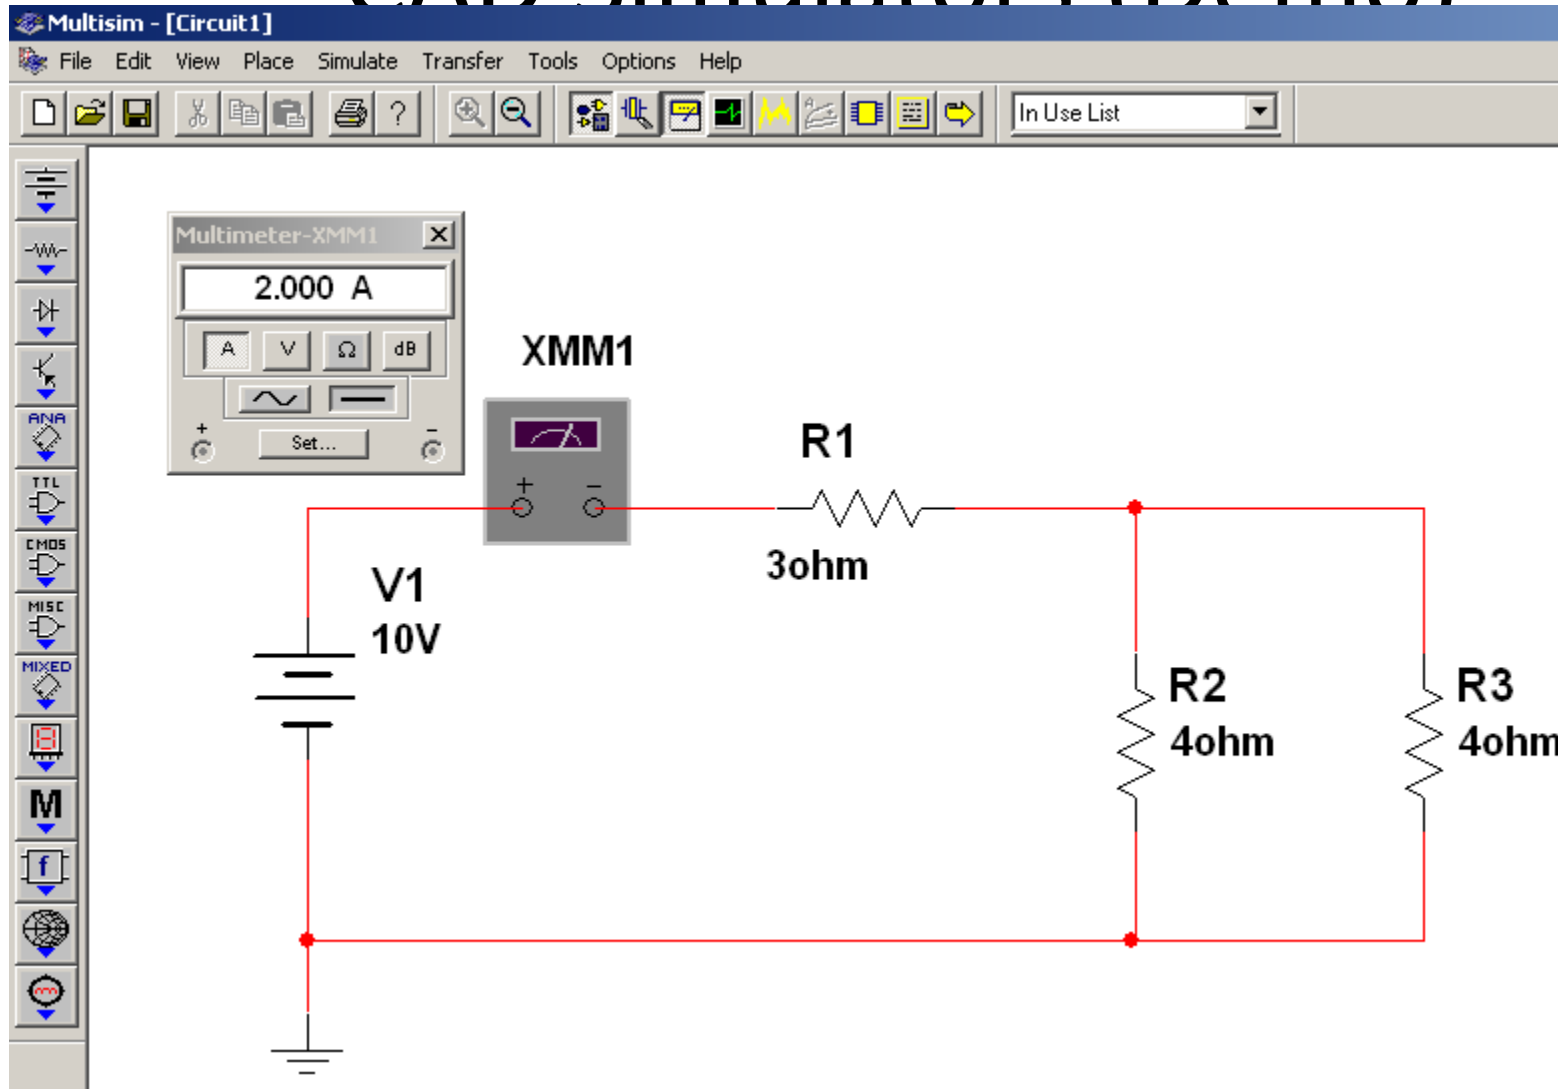 Multisim - [Circuit1]
File Edit View Place Simulate Transfer Tools Options Help
In Use List
Multimeter-XMM1
2.000 A
A V Ω dB
+ -
Set...
XMM1
+ -
R1
3ohm
V1
10V
R2
4ohm
R3
4ohm
ANA
TTL
CMOS
MISC
MIXED
M
f